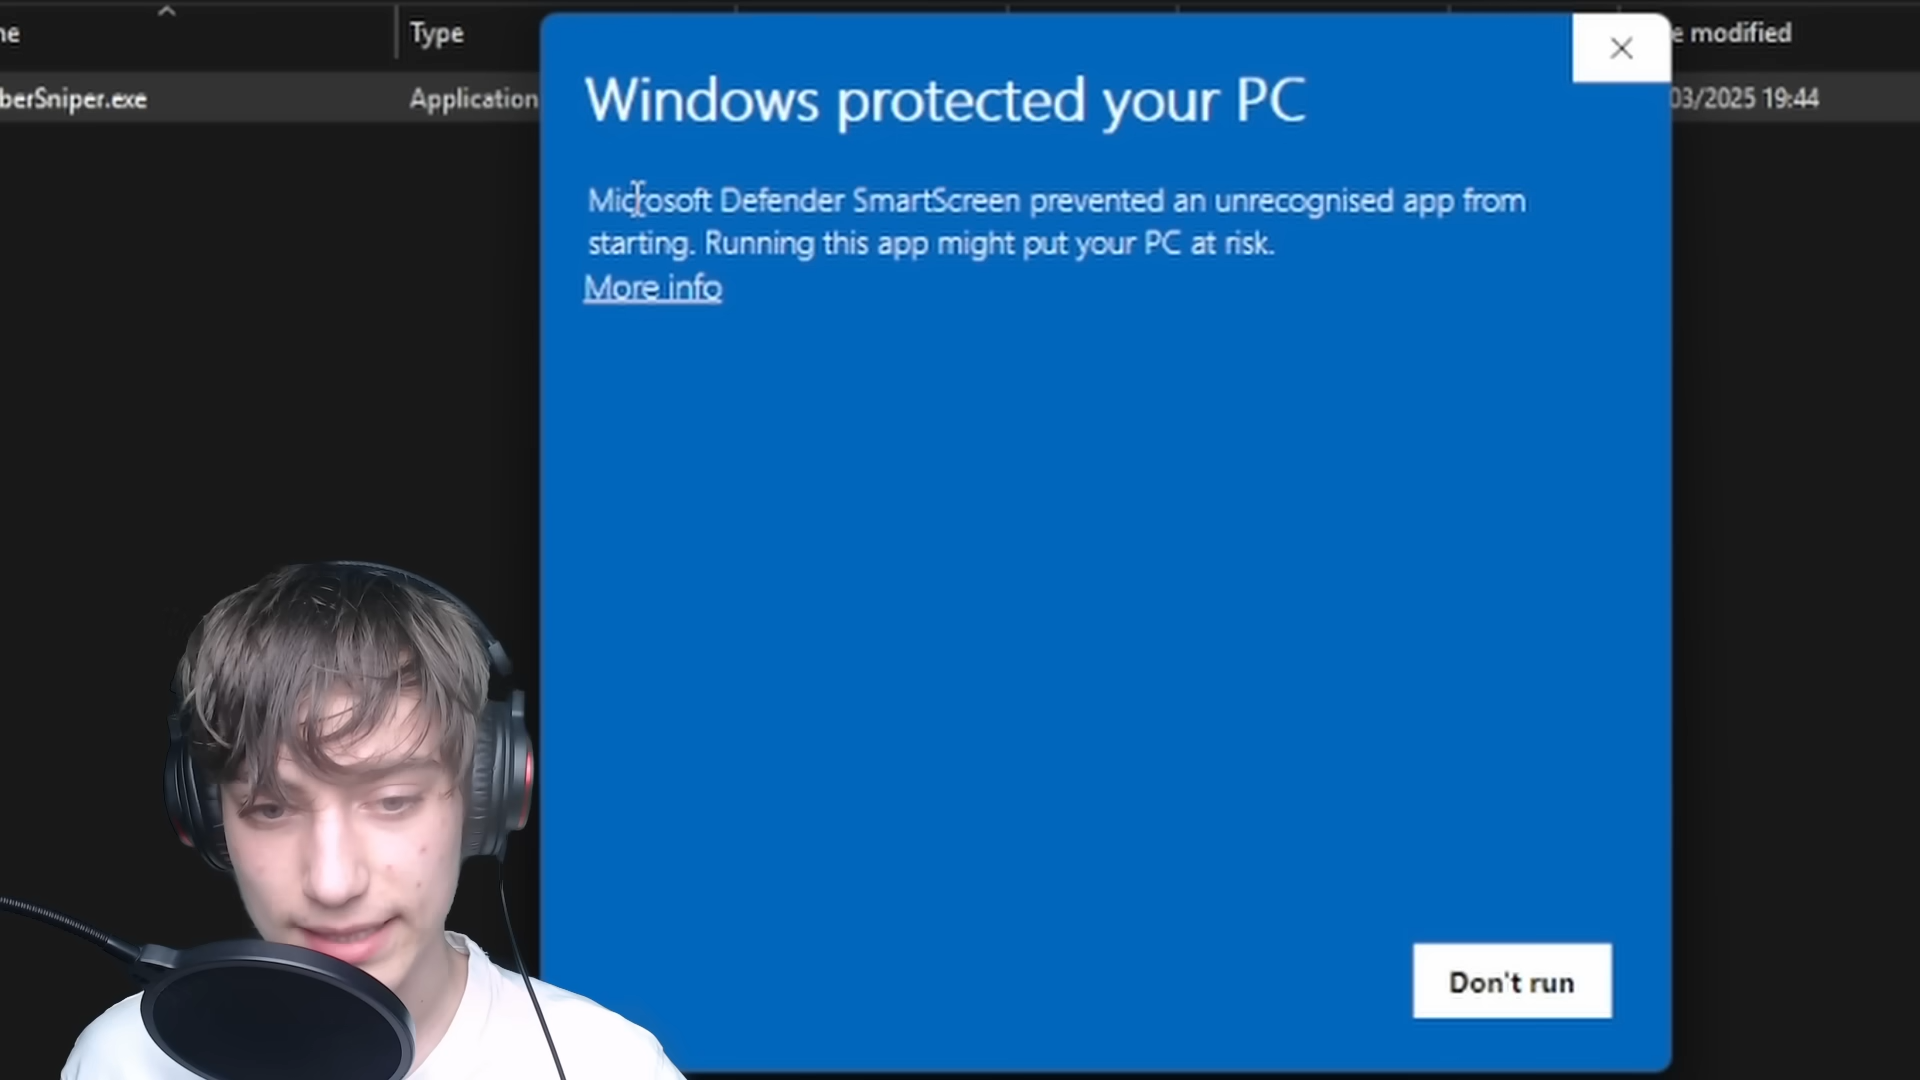 ne Type e modified
berSniper.exe Application 03/2025 19:44
Windows protected your PC
Microsoft Defender SmartScreen prevented an unrecognised app from
starting. Running this app might put your PC at risk.
More info
Don't run